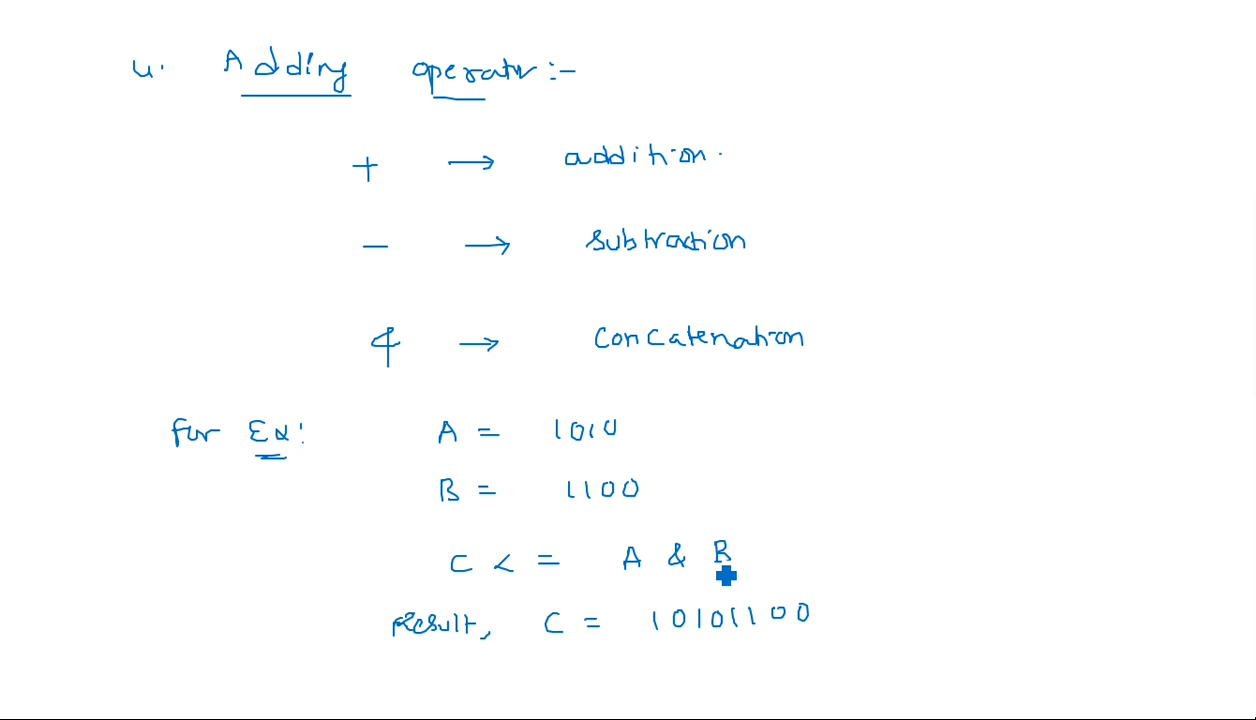 4. Adding operator :-
+ → addition.
- → subtraction
& → concatenation
For Ex: A = 1010
B = 1100
C <= A & B
Result, C = 10101100